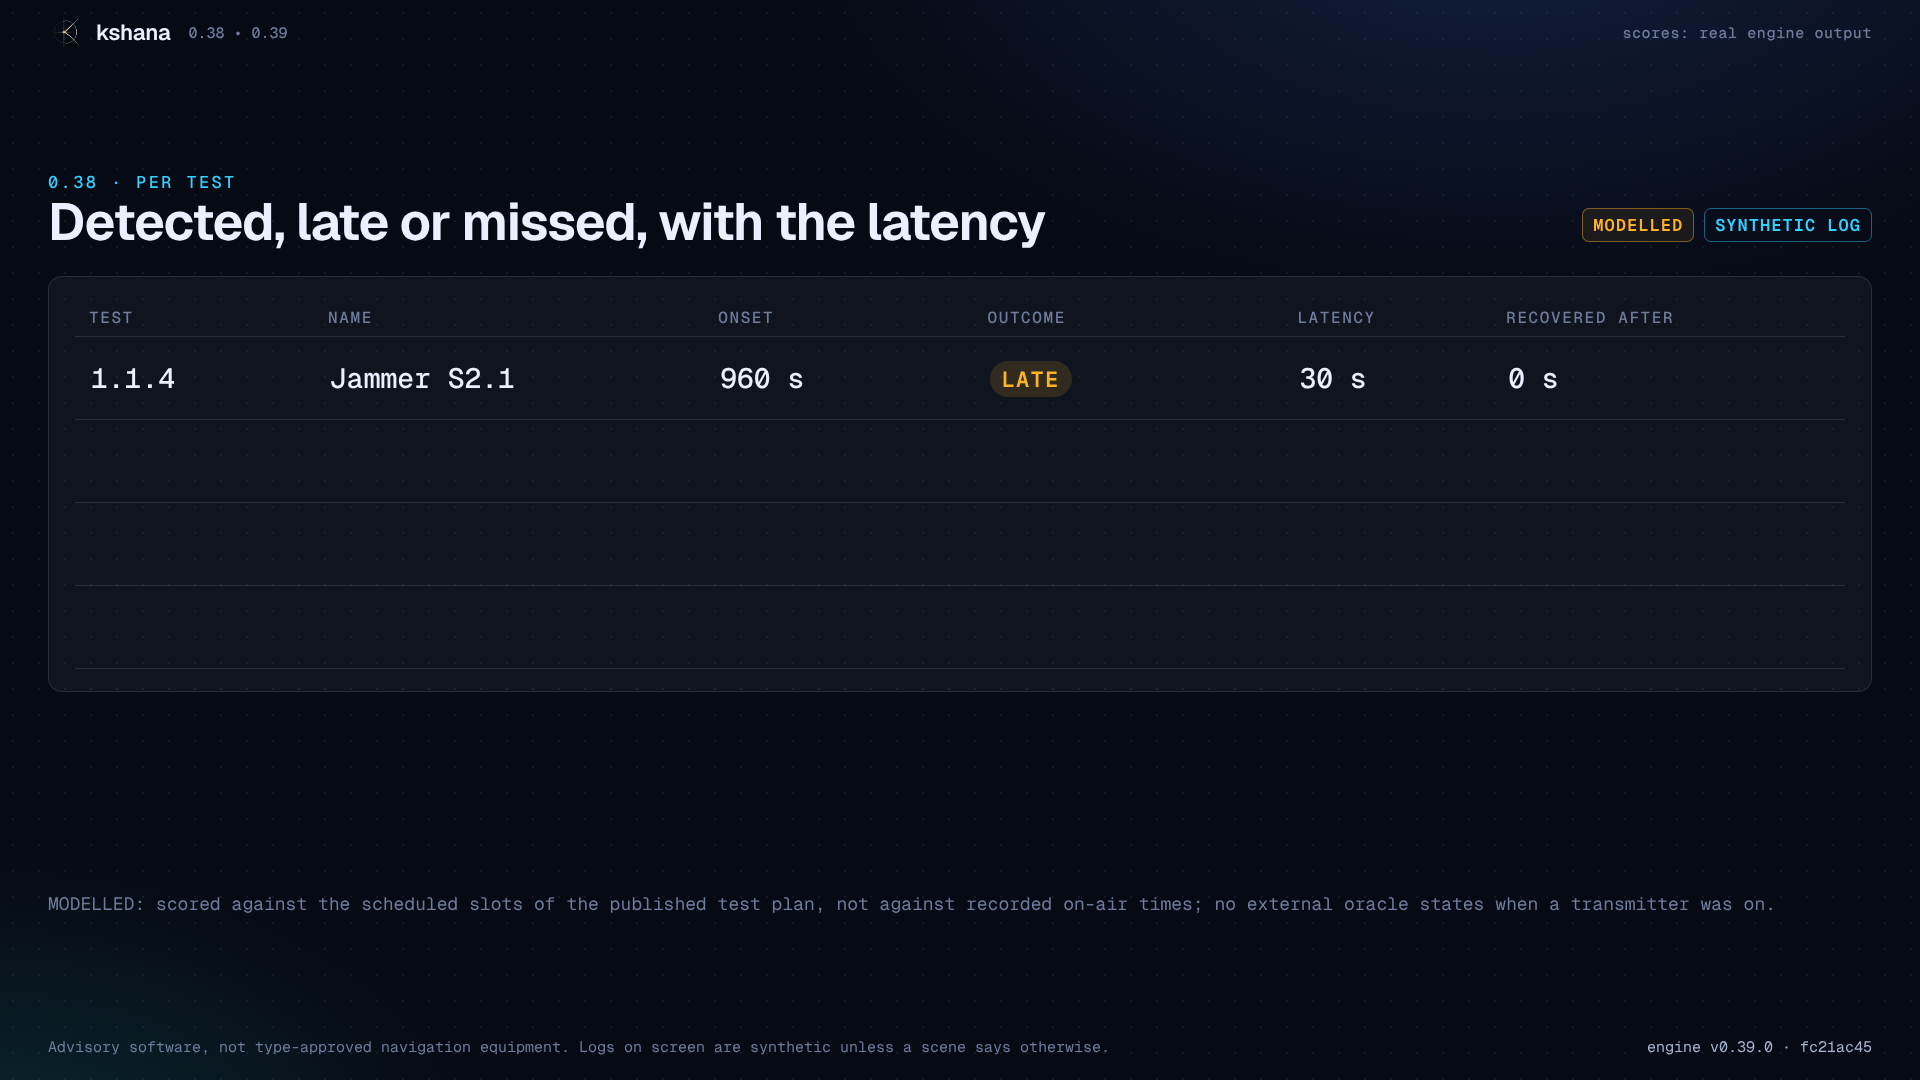 kshana 0.38 • 0.39
scores: real engine output
0.38 · PER TEST
Detected, late or missed, with the latency
MODELLED SYNTHETIC LOG
TEST NAME ONSET OUTCOME LATENCY RECOVERED AFTER
1.1.4 Jammer S2.1 960 s LATE 30 s 0 s
MODELLED: scored against the scheduled slots of the published test plan, not against recorded on-air times; no external oracle states when a transmitter was on.
Advisory software, not type-approved navigation equipment. Logs on screen are synthetic unless a scene says otherwise.
engine v0.39.0 · fc21ac45